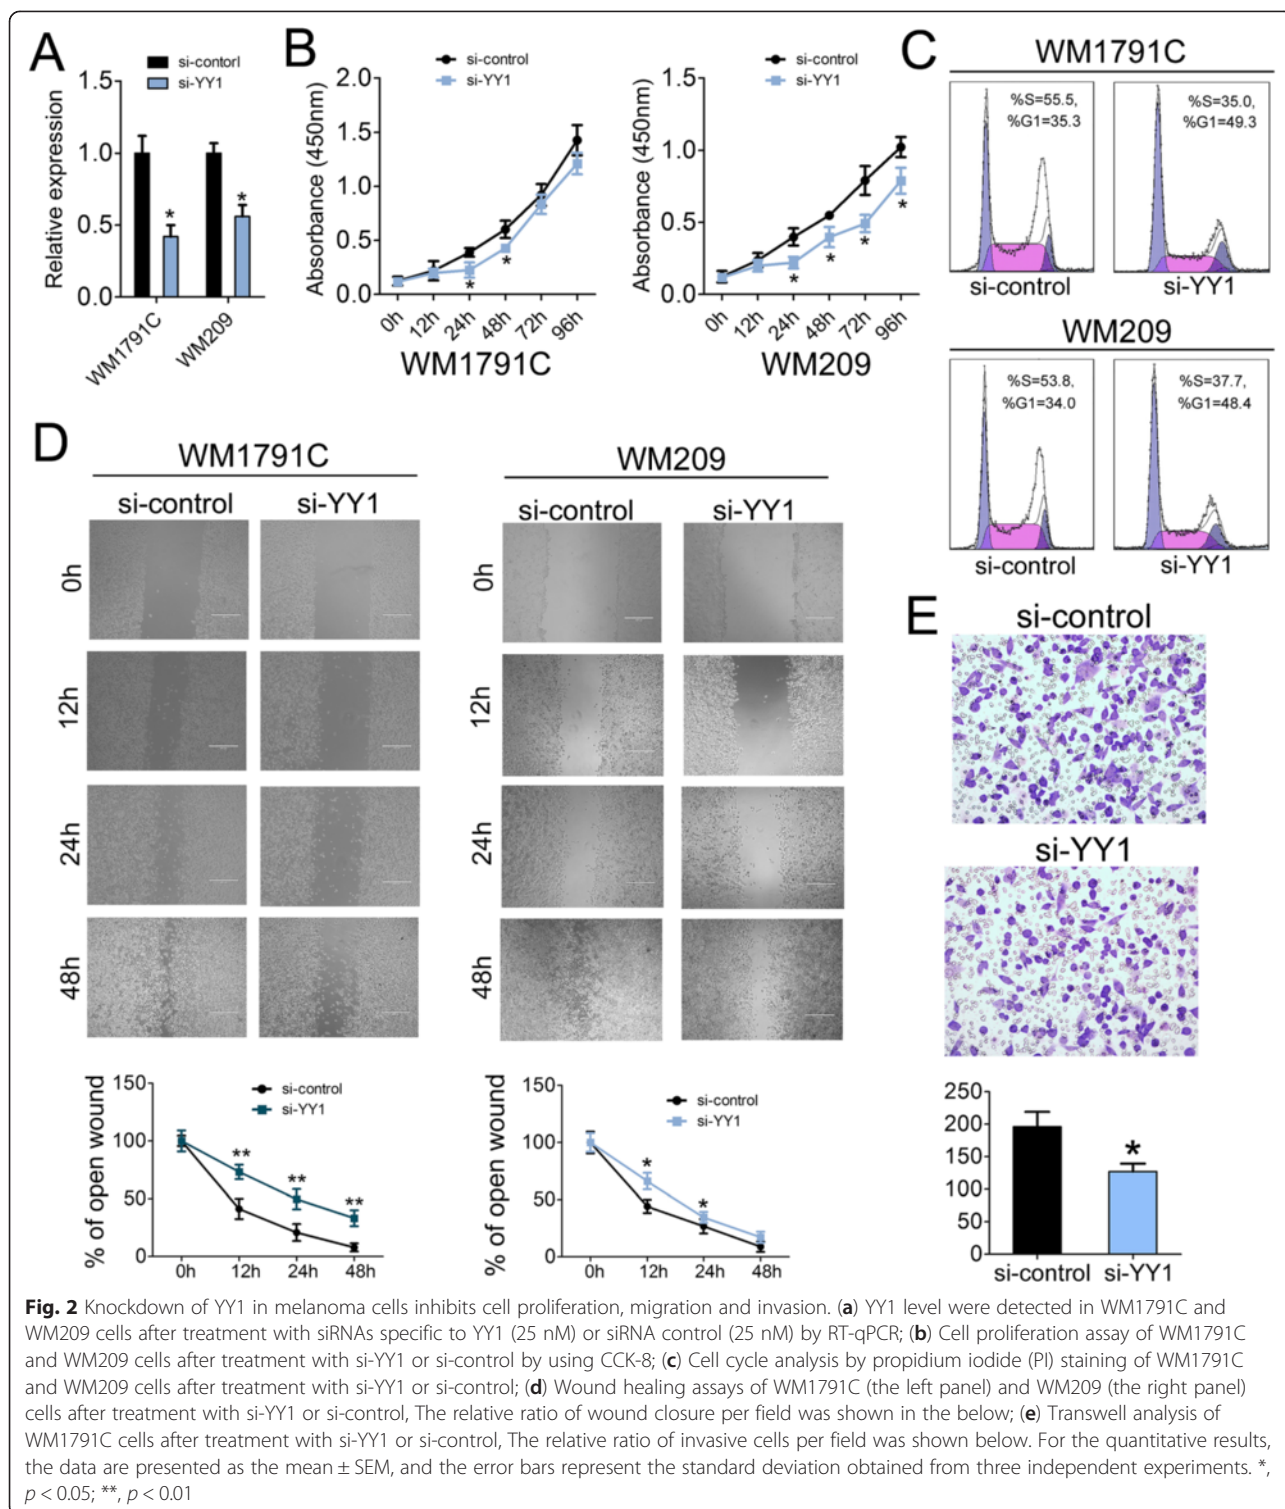 A
si-contorl
si-YY1
Relative expression
1.5
1.0
0.5
0.0
WM1791C
WM209
B
si-control
si-YY1
Absorbance (450nm)
2.0
1.5
1.0
0.5
0.0
*
*
0h
12h
24h
48h
72h
96h
WM1791C
si-control
si-YY1
Absorbance (450nm)
1.5
1.0
0.5
0.0
*
*
*
*
0h
12h
24h
48h
72h
96h
WM209
C
WM1791C
%S=55.5,
%G1=35.3
%S=35.0,
%G1=49.3
si-control
si-YY1
WM209
%S=53.8,
%G1=34.0
%S=37.7,
%G1=48.4
si-control
si-YY1
D
WM1791C
si-control
si-YY1
0h
12h
24h
48h
WM209
si-control
si-YY1
0h
12h
24h
48h
% of open wound
150
100
50
0
si-control
si-YY1
**
**
**
0h
12h
24h
48h
% of open wound
150
100
50
0
si-control
si-YY1
*
*
0h
12h
24h
48h
E
si-control
si-YY1
250
200
150
100
50
0
*
si-control
si-YY1
Fig. 2 Knockdown of YY1 in melanoma cells inhibits cell proliferation, migration and invasion. (a) YY1 level were detected in WM1791C and
WM209 cells after treatment with siRNAs specific to YY1 (25 nM) or siRNA control (25 nM) by RT-qPCR; (b) Cell proliferation assay of WM1791C
and WM209 cells after treatment with si-YY1 or si-control by using CCK-8; (c) Cell cycle analysis by propidium iodide (PI) staining of WM1791C
and WM209 cells after treatment with si-YY1 or si-control; (d) Wound healing assays of WM1791C (the left panel) and WM209 (the right panel)
cells after treatment with si-YY1 or si-control, The relative ratio of wound closure per field was shown in the below; (e) Transwell analysis of
WM1791C cells after treatment with si-YY1 or si-control, The relative ratio of invasive cells per field was shown below. For the quantitative results,
the data are presented as the mean ± SEM, and the error bars represent the standard deviation obtained from three independent experiments. *,
p < 0.05; **, p < 0.01